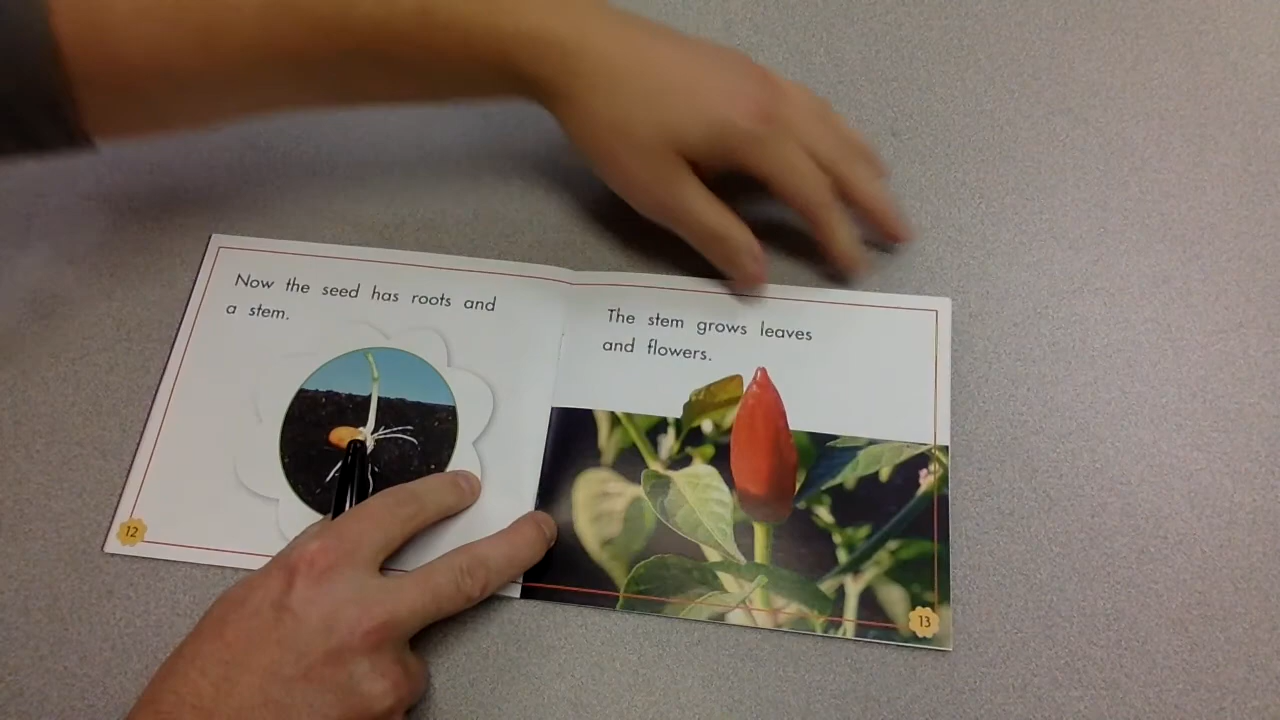 Now the seed has roots and
a stem.
12
The stem grows leaves
and flowers.
13